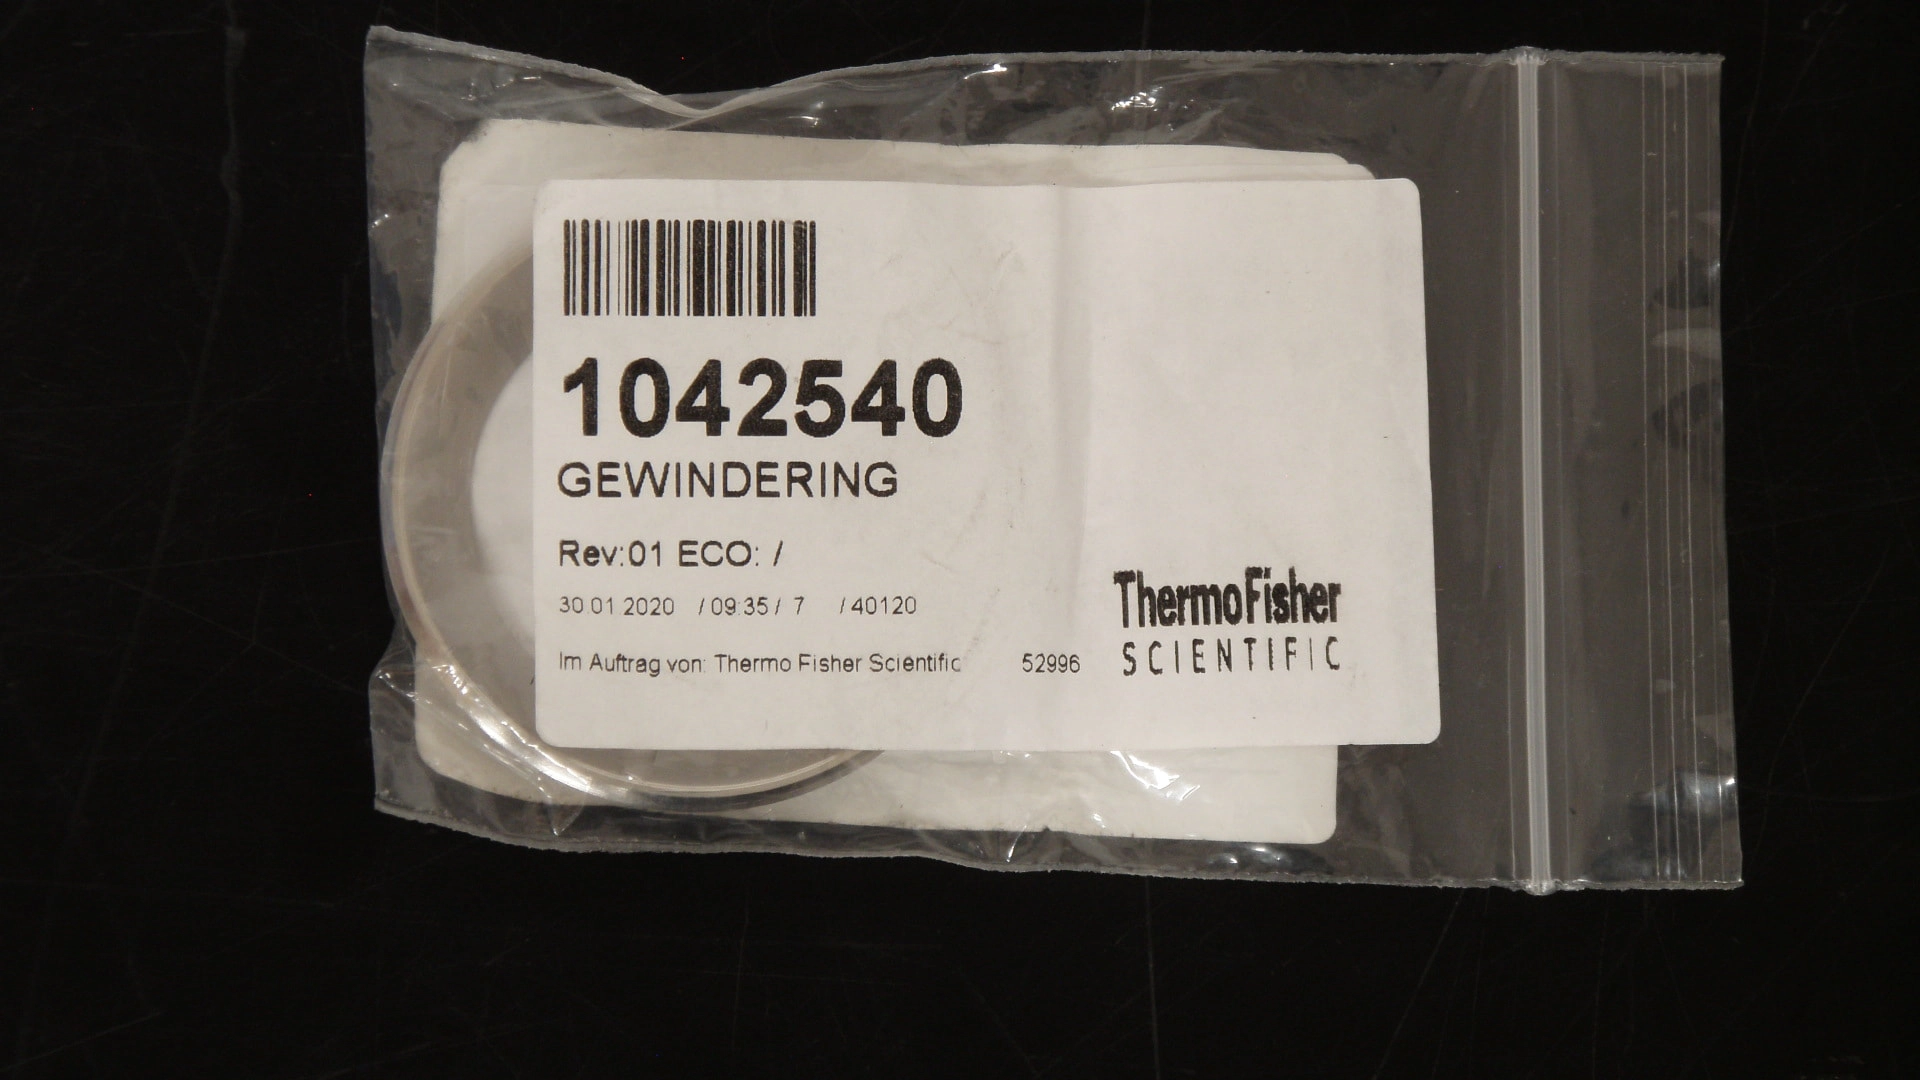 1042540
GEWINDERING
Rev:01 ECO: /
30.01.2020 / 09:35 / 7 / 40120
Im Auftrag von: Thermo Fisher Scientific 52996
ThermoFisher
SCIENTIFIC